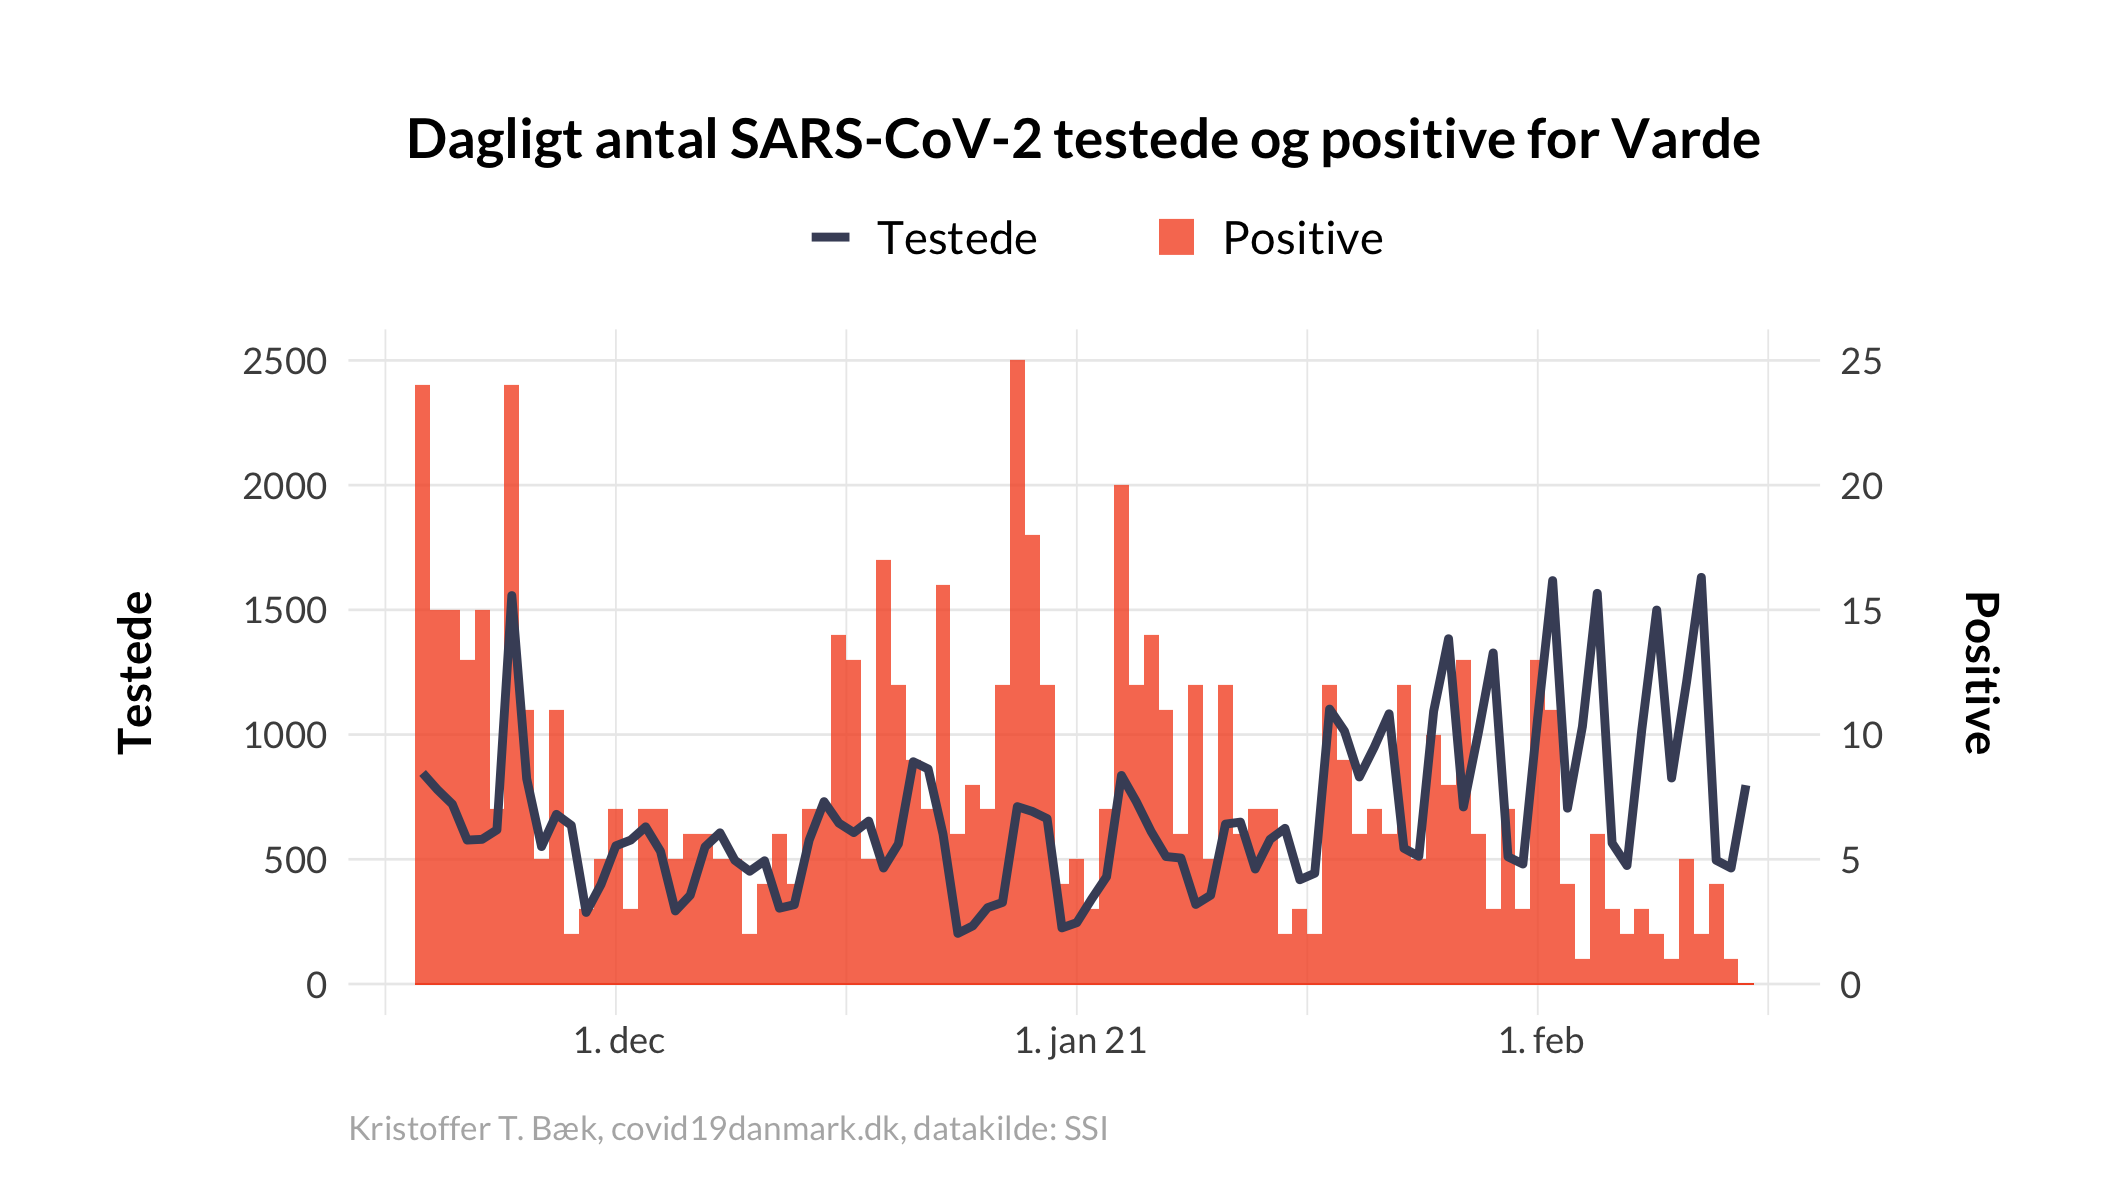 Dagligt antal SARS-CoV-2 testede og positive for Varde
Testede Positive
2500 25
2000 20
1500 15
1000 10
500 5
0 0
Testede
Positive
1. dec 1. jan 21 1. feb
Kristoffer T. Bæk, covid19danmark.dk, datakilde: SSI